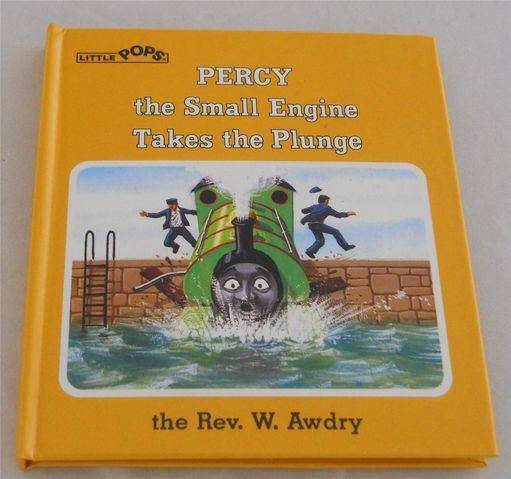 LITTLE POPS
PERCY
the Small Engine
Takes the Plunge
the Rev. W. Awdry